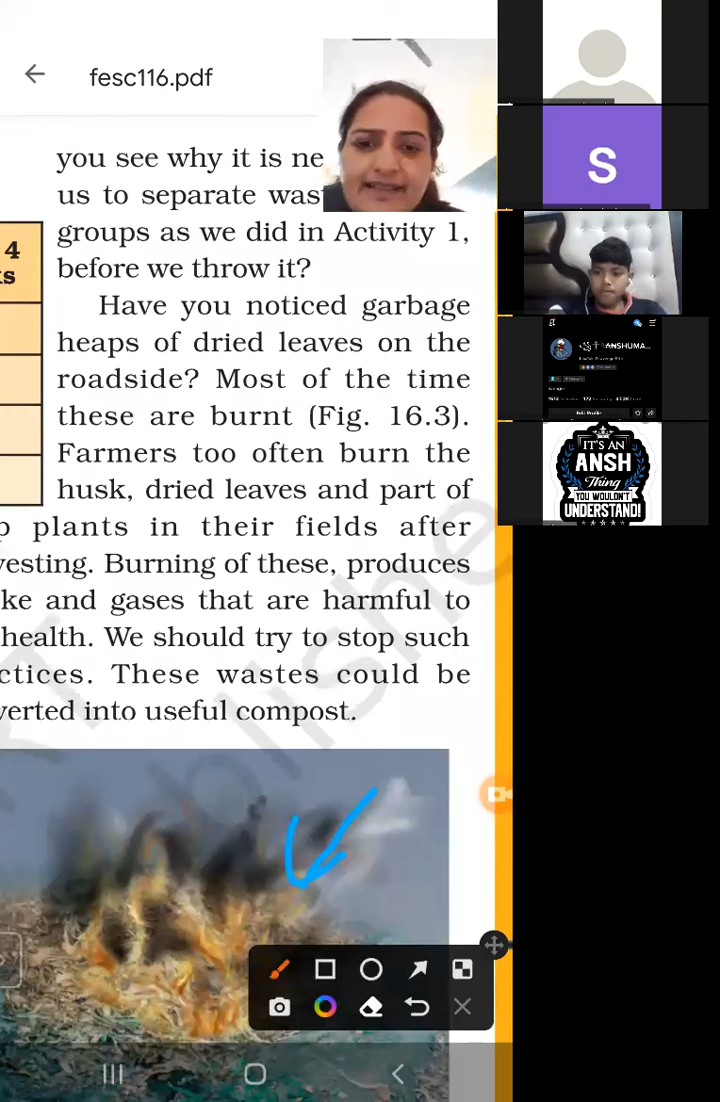 fesc116.pdf
you see why it is ne
us to separate was
groups as we did in Activity 1,
before we throw it?
Have you noticed garbage
heaps of dried leaves on the
roadside? Most of the time
these are burnt (Fig. 16.3).
Farmers too often burn the
husk, dried leaves and part of
p plants in their fields after
vesting. Burning of these, produces
ke and gases that are harmful to
health. We should try to stop such
ctices. These wastes could be
verted into useful compost.
4
ks
S
ANSHUMA...
Edit Profile
IT'S AN
ANSH
Thing
YOU WOULDN'T
UNDERSTAND!